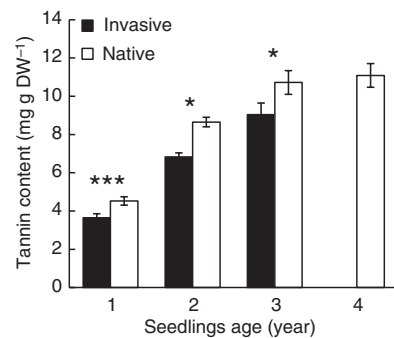 Invasive
Native
Tannin content (mg g DW⁻¹)
14
12
10
8
6
4
2
0
***
*
*
1 2 3 4
Seedlings age (year)